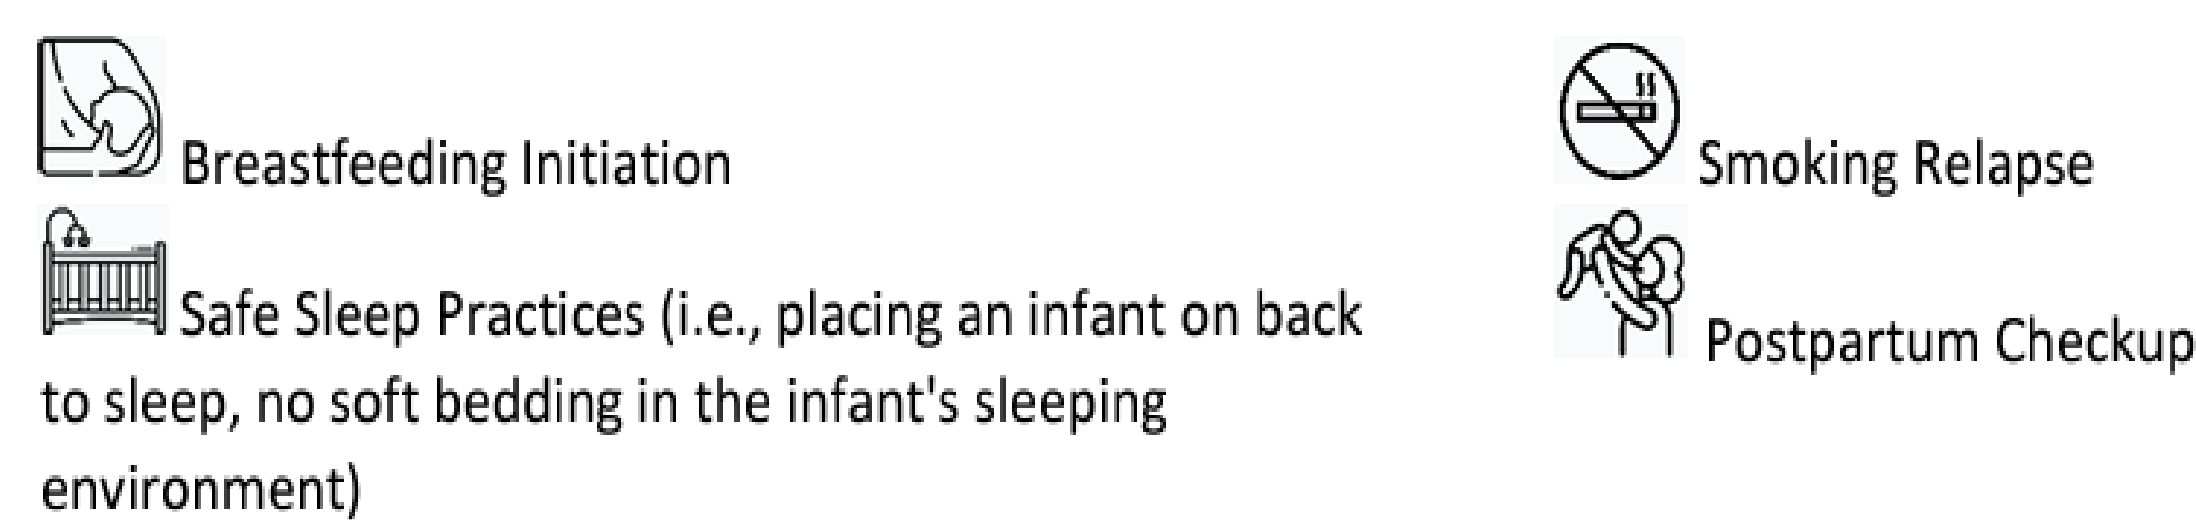 Breastfeeding Initiation
Safe Sleep Practices (i.e., placing an infant on back
to sleep, no soft bedding in the infant's sleeping
environment)
Smoking Relapse
Postpartum Checkup